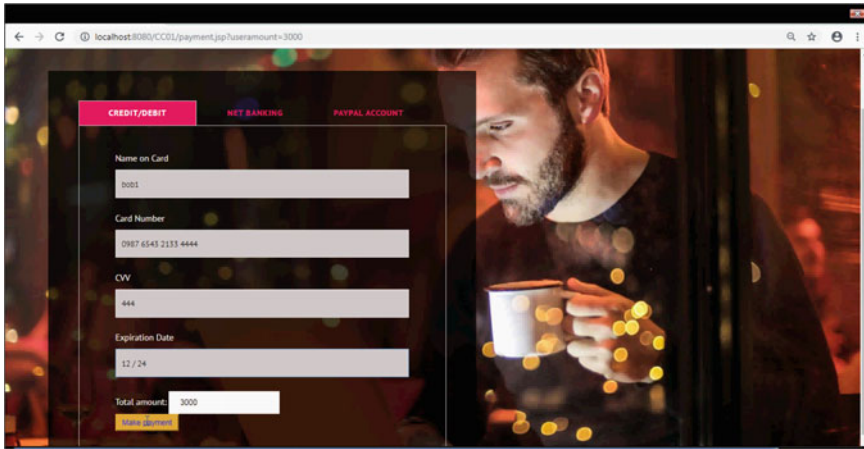 localhost:8080/CC01/payment.jsp?useramount=3000
CREDIT/DEBIT NET BANKING PAYPAL ACCOUNT
Name on Card
bob1
Card Number
0987 6543 2133 4444
CVV
444
Expiration Date
12 / 24
Total amount: 3000
Make payment